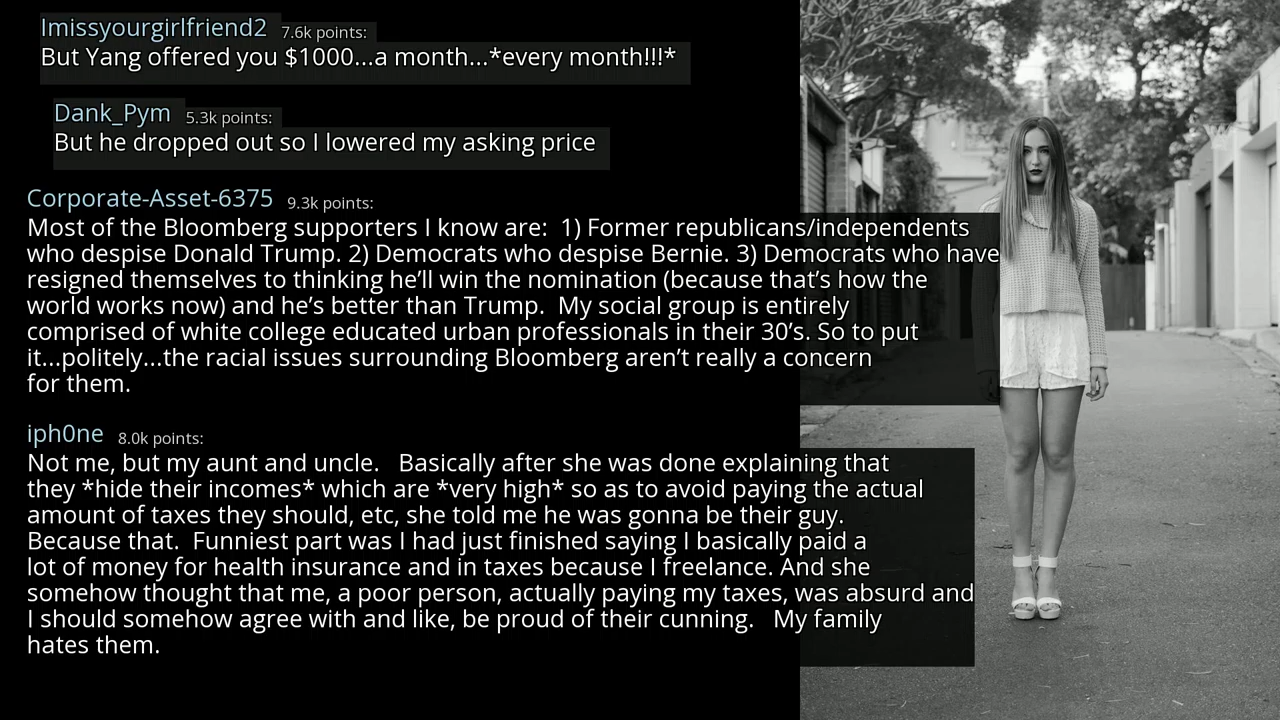 Imissyourgirlfriend2 7.6k points:
But Yang offered you $1000...a month...*every month!!!*
Dank_Pym 5.3k points:
But he dropped out so I lowered my asking price
Corporate-Asset-6375 9.3k points:
Most of the Bloomberg supporters I know are:  1) Former republicans/independents
who despise Donald Trump. 2) Democrats who despise Bernie. 3) Democrats who have
resigned themselves to thinking he’ll win the nomination (because that’s how the
world works now) and he’s better than Trump.  My social group is entirely
comprised of white college educated urban professionals in their 30’s. So to put
it...politely...the racial issues surrounding Bloomberg aren’t really a concern
for them.
iph0ne 8.0k points:
Not me, but my aunt and uncle.   Basically after she was done explaining that
they *hide their incomes* which are *very high* so as to avoid paying the actual
amount of taxes they should, etc, she told me he was gonna be their guy.
Because that.  Funniest part was I had just finished saying I basically paid a
lot of money for health insurance and in taxes because I freelance. And she
somehow thought that me, a poor person, actually paying my taxes, was absurd and
I should somehow agree with and like, be proud of their cunning.   My family
hates them.